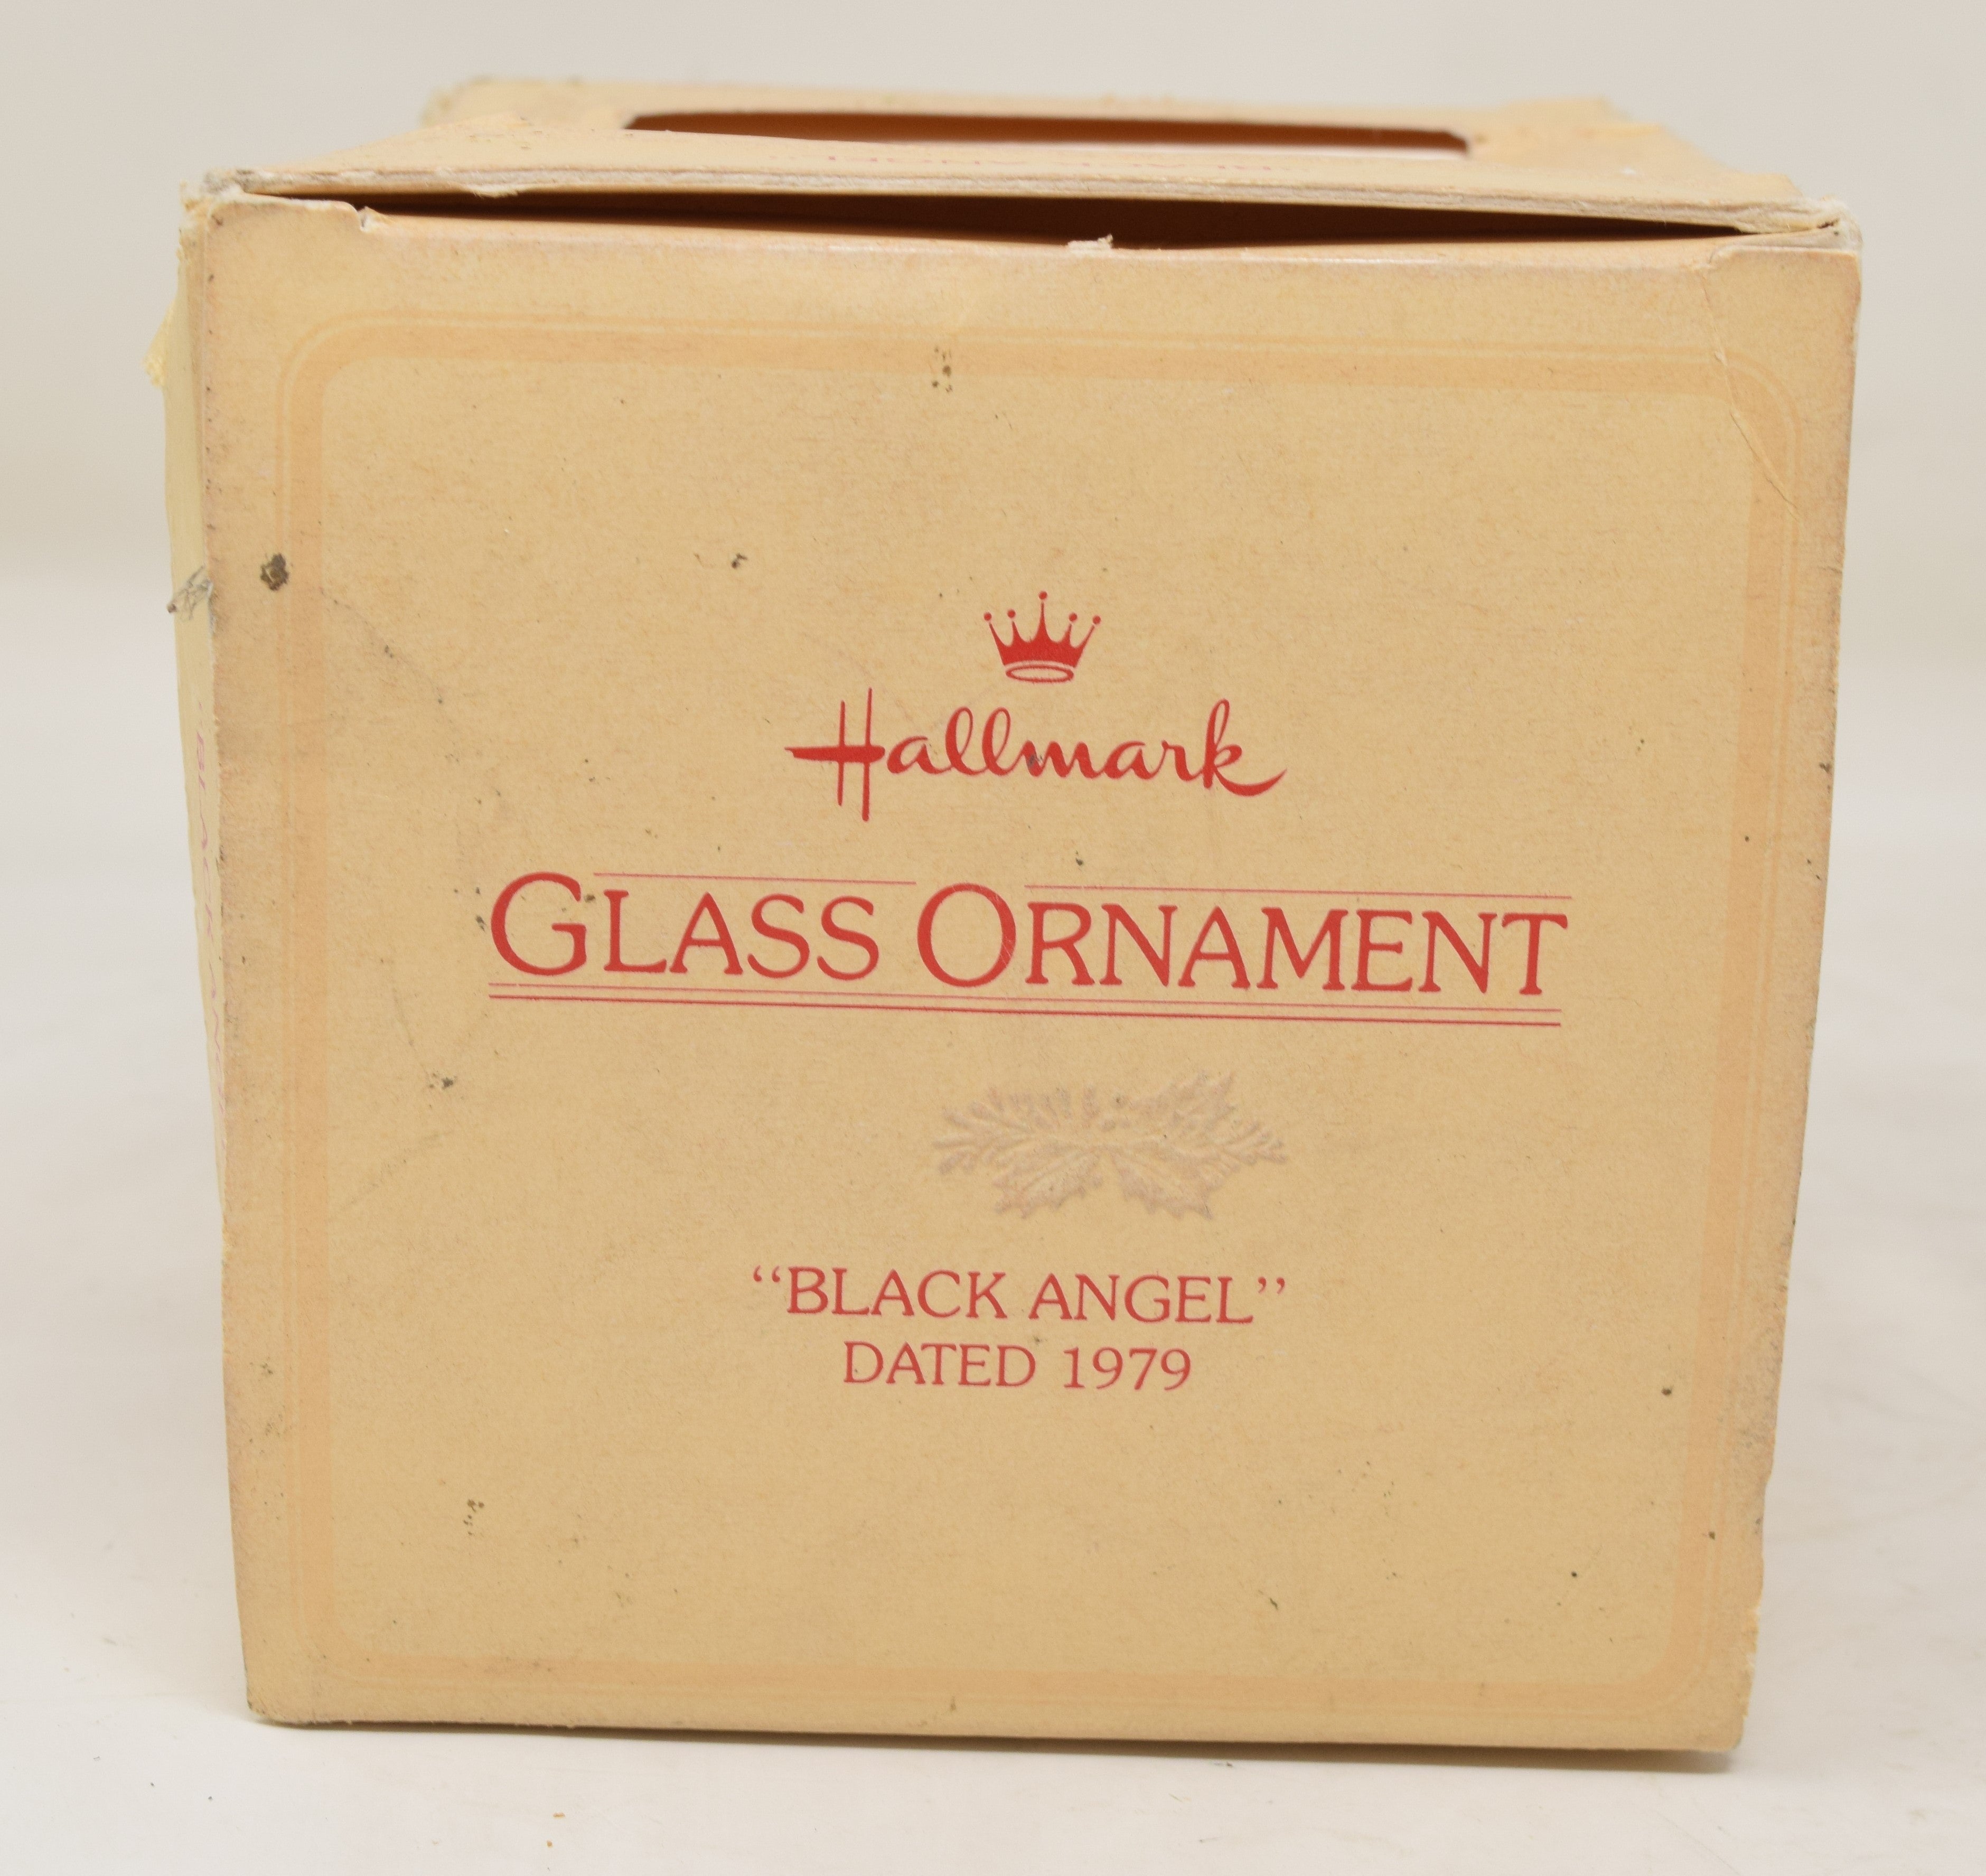 Hallmark
GLASS ORNAMENT
“BLACK ANGEL”
DATED 1979